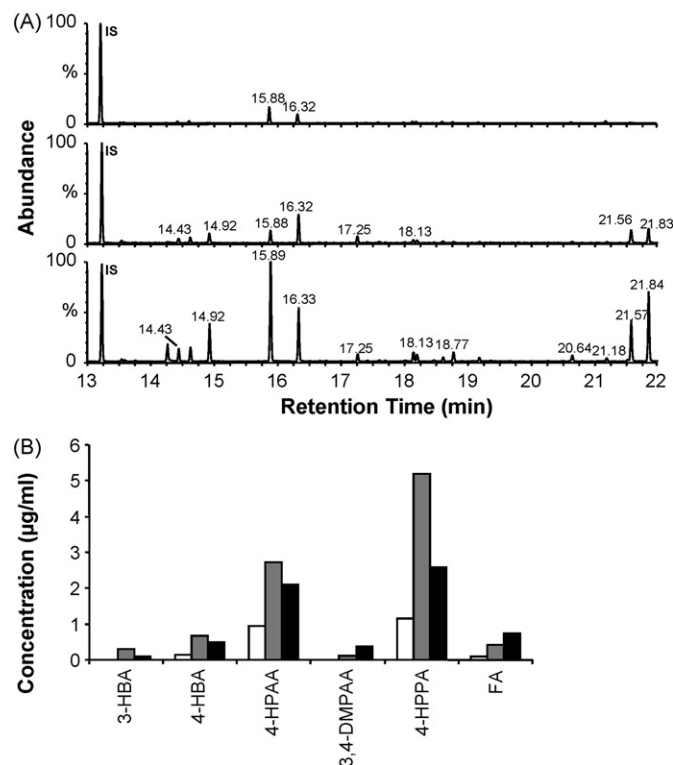 (A)
Abundance
100
%
0
IS
15.88
16.32
100
%
0
IS
14.43
14.92
15.88
16.32
17.25
18.13
21.56
21.83
100
%
0
IS
14.43
14.92
15.89
16.33
17.25
18.13
18.77
20.64
21.18
21.57
21.84
13 14 15 16 17 18 19 20 21 22
Retention Time (min)
(B)
Concentration (µg/ml)
6
5
4
3
2
1
0
3-HBA
4-HBA
4-HPAA
3,4-DMPAA
4-HPPA
FA